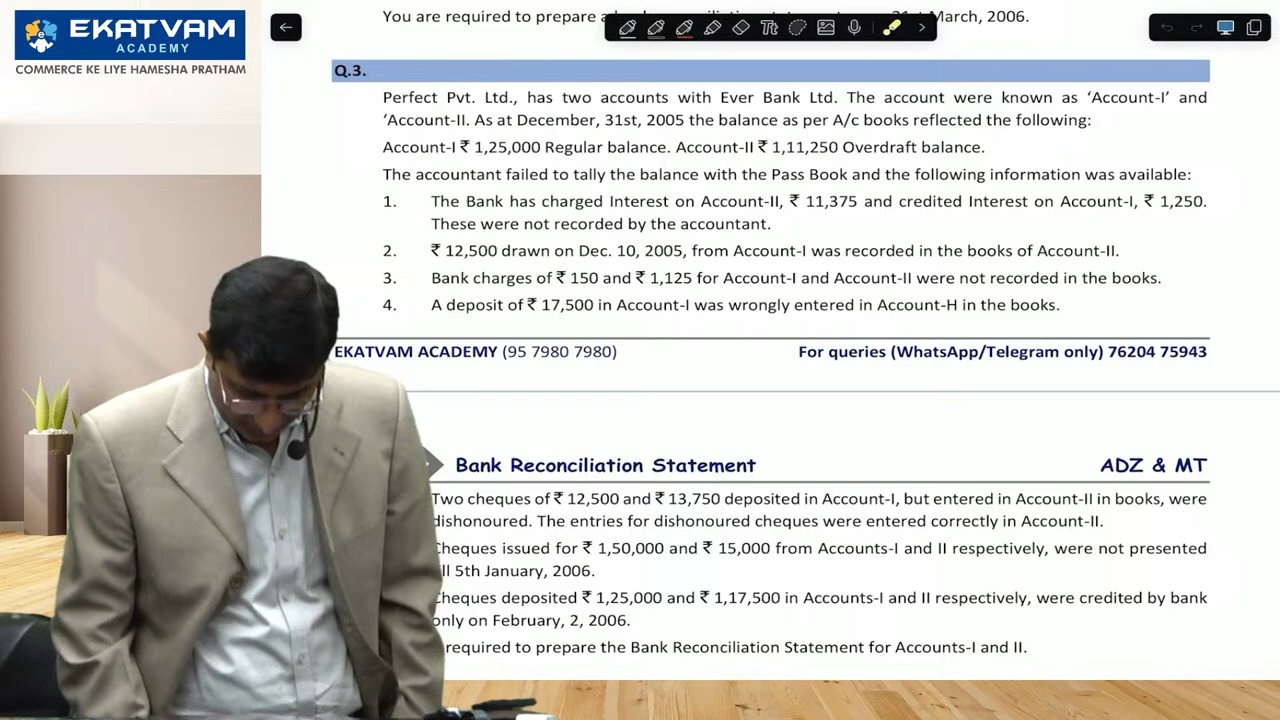 EKATVAM
ACADEMY
COMMERCE KE LIYE HAMESHA PRATHAM
You are required to prepare a March, 2006.
Q.3.
Perfect Pvt. Ltd., has two accounts with Ever Bank Ltd. The account were known as ‘Account-I’ and
‘Account-II. As at December, 31st, 2005 the balance as per A/c books reflected the following:
Account-I ₹ 1,25,000 Regular balance. Account-II ₹ 1,11,250 Overdraft balance.
The accountant failed to tally the balance with the Pass Book and the following information was available:
1. The Bank has charged Interest on Account-II, ₹ 11,375 and credited Interest on Account-I, ₹ 1,250.
These were not recorded by the accountant.
2. ₹ 12,500 drawn on Dec. 10, 2005, from Account-I was recorded in the books of Account-II.
3. Bank charges of ₹ 150 and ₹ 1,125 for Account-I and Account-II were not recorded in the books.
4. A deposit of ₹ 17,500 in Account-I was wrongly entered in Account-H in the books.
EKATVAM ACADEMY (95 7980 7980) For queries (WhatsApp/Telegram only) 76204 75943
Bank Reconciliation Statement ADZ & MT
Two cheques of ₹ 12,500 and ₹ 13,750 deposited in Account-I, but entered in Account-II in books, were
dishonoured. The entries for dishonoured cheques were entered correctly in Account-II.
Cheques issued for ₹ 1,50,000 and ₹ 15,000 from Accounts-I and II respectively, were not presented
ill 5th January, 2006.
Cheques deposited ₹ 1,25,000 and ₹ 1,17,500 in Accounts-I and II respectively, were credited by bank
only on February, 2, 2006.
required to prepare the Bank Reconciliation Statement for Accounts-I and II.